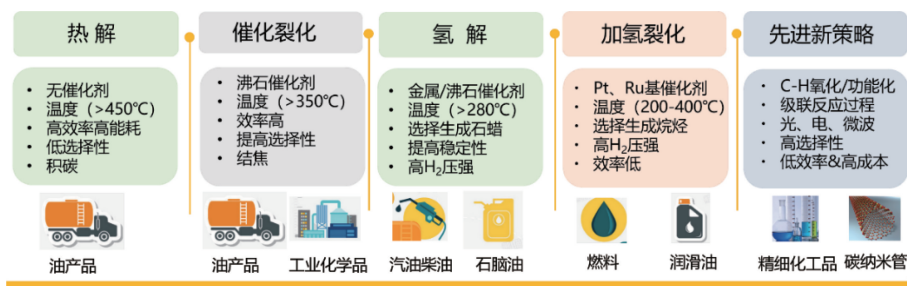 热解
无催化剂
温度（>450℃）
高效率高能耗
低选择性
积碳
油产品
催化裂化
沸石催化剂
温度（>350℃）
效率高
提高选择性
结焦
油产品
工业化学品
氢解
金属/沸石催化剂
温度（>280℃）
选择生成石蜡
提高稳定性
高H₂压强
汽油柴油
石脑油
加氢裂化
Pt、Ru基催化剂
温度（200-400℃）
选择生成烷烃
高H₂压强
效率低
燃料
润滑油
先进新策略
C-H氧化/功能化
级联反应过程
光、电、微波
高选择性
低效率&高成本
精细化工品
碳纳米管